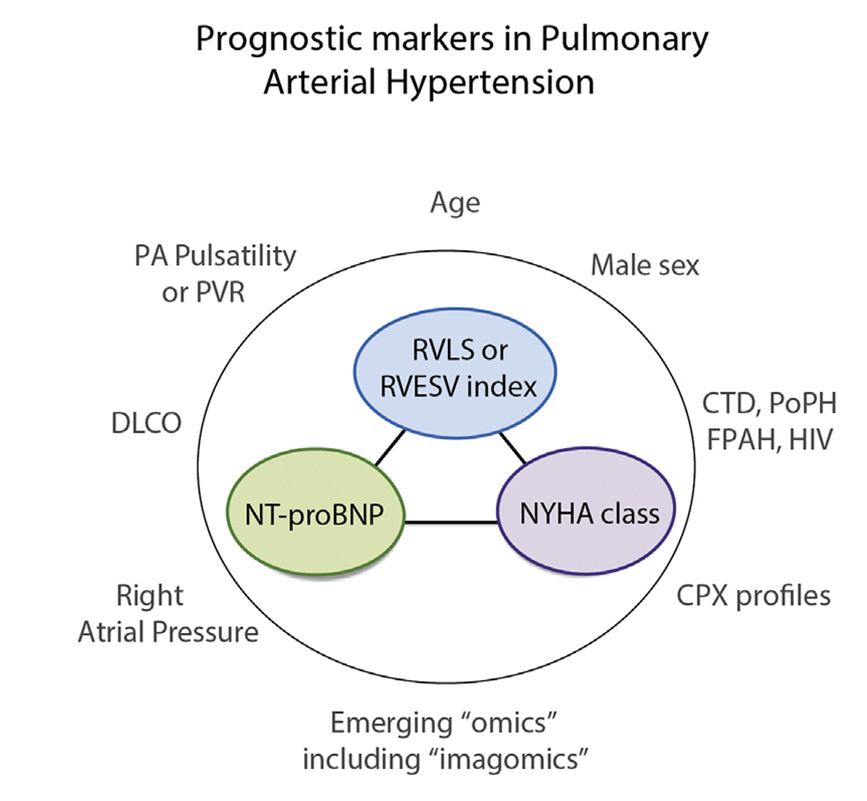 Prognostic markers in Pulmonary
Arterial Hypertension
Age
PA Pulsatility
or PVR
Male sex
RVLS or
RVESV index
DLCO
CTD, PoPH
FPAH, HIV
NT-proBNP
NYHA class
Right
Atrial Pressure
CPX profiles
Emerging “omics”
including “imagomics”